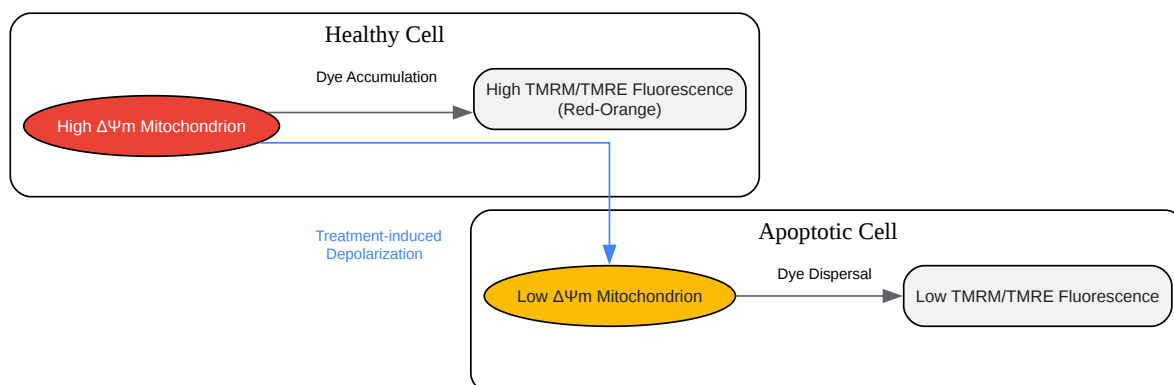 Healthy Cell
Dye Accumulation
High TMRM/TMRE Fluorescence
(Red-Orange)
High ΔΨm Mitochondrion
Treatment-induced
Depolarization
Apoptotic Cell
Dye Dispersal
Low ΔΨm Mitochondrion
Low TMRM/TMRE Fluorescence